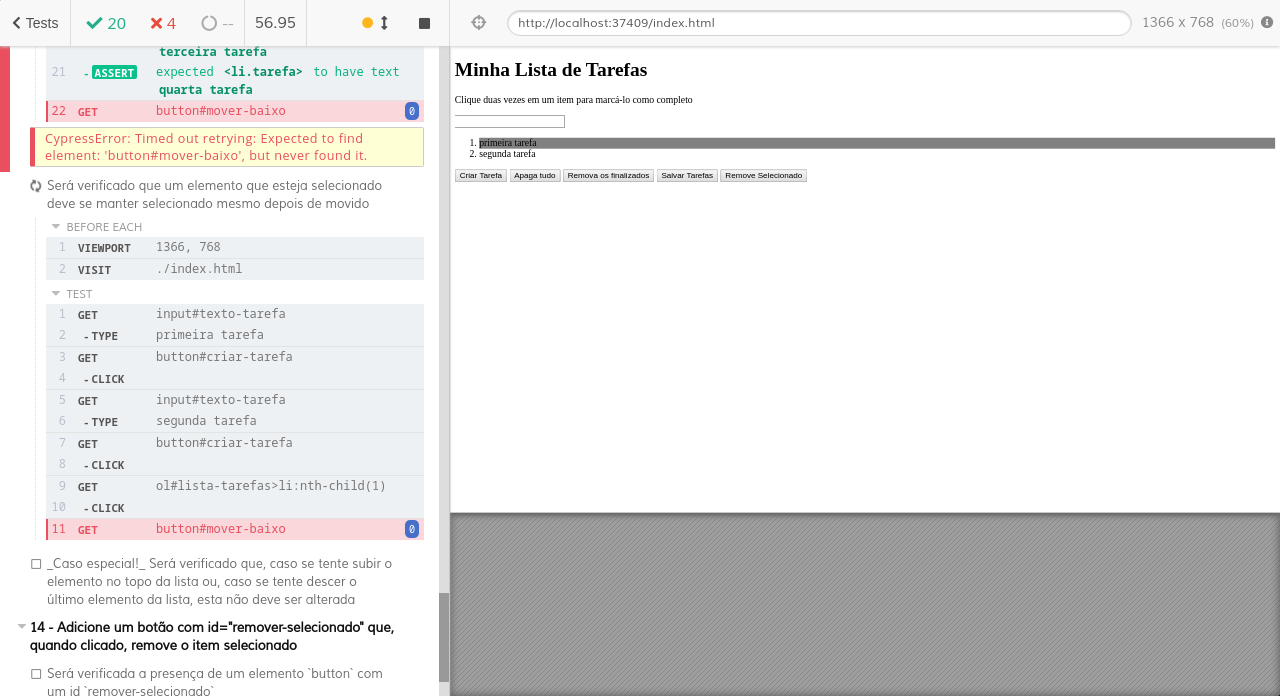 Tests
20
4
--
56.95
http://localhost:37409/index.html
1366 x 768 (60%)
terceira tarefa
21 - ASSERT expected <li.tarefa> to have text
quarta tarefa
22 GET button#mover-baixo 0
CypressError: Timed out retrying: Expected to find
element: 'button#mover-baixo', but never found it.
Será verificado que um elemento que esteja selecionado
deve se manter selecionado mesmo depois de movido
BEFORE EACH
1 VIEWPORT 1366, 768
2 VISIT ./index.html
TEST
1 GET input#texto-tarefa
2 - TYPE primeira tarefa
3 GET button#criar-tarefa
4 - CLICK
5 GET input#texto-tarefa
6 - TYPE segunda tarefa
7 GET button#criar-tarefa
8 - CLICK
9 GET ol#lista-tarefas>li:nth-child(1)
10 - CLICK
11 GET button#mover-baixo 0
_Caso especial!_ Será verificado que, caso se tente subir o
elemento no topo da lista ou, caso se tente descer o
último elemento da lista, esta não deve ser alterada
14 - Adicione um botão com id="remover-selecionado" que,
quando clicado, remove o item selecionado
Será verificada a presença de um elemento `button` com
um id `remover-selecionado`
Minha Lista de Tarefas
Clique duas vezes em um item para marcá-lo como completo
1. primeira tarefa
2. segunda tarefa
Criar Tarefa Apaga tudo Remova os finalizados Salvar Tarefas Remove Selecionado